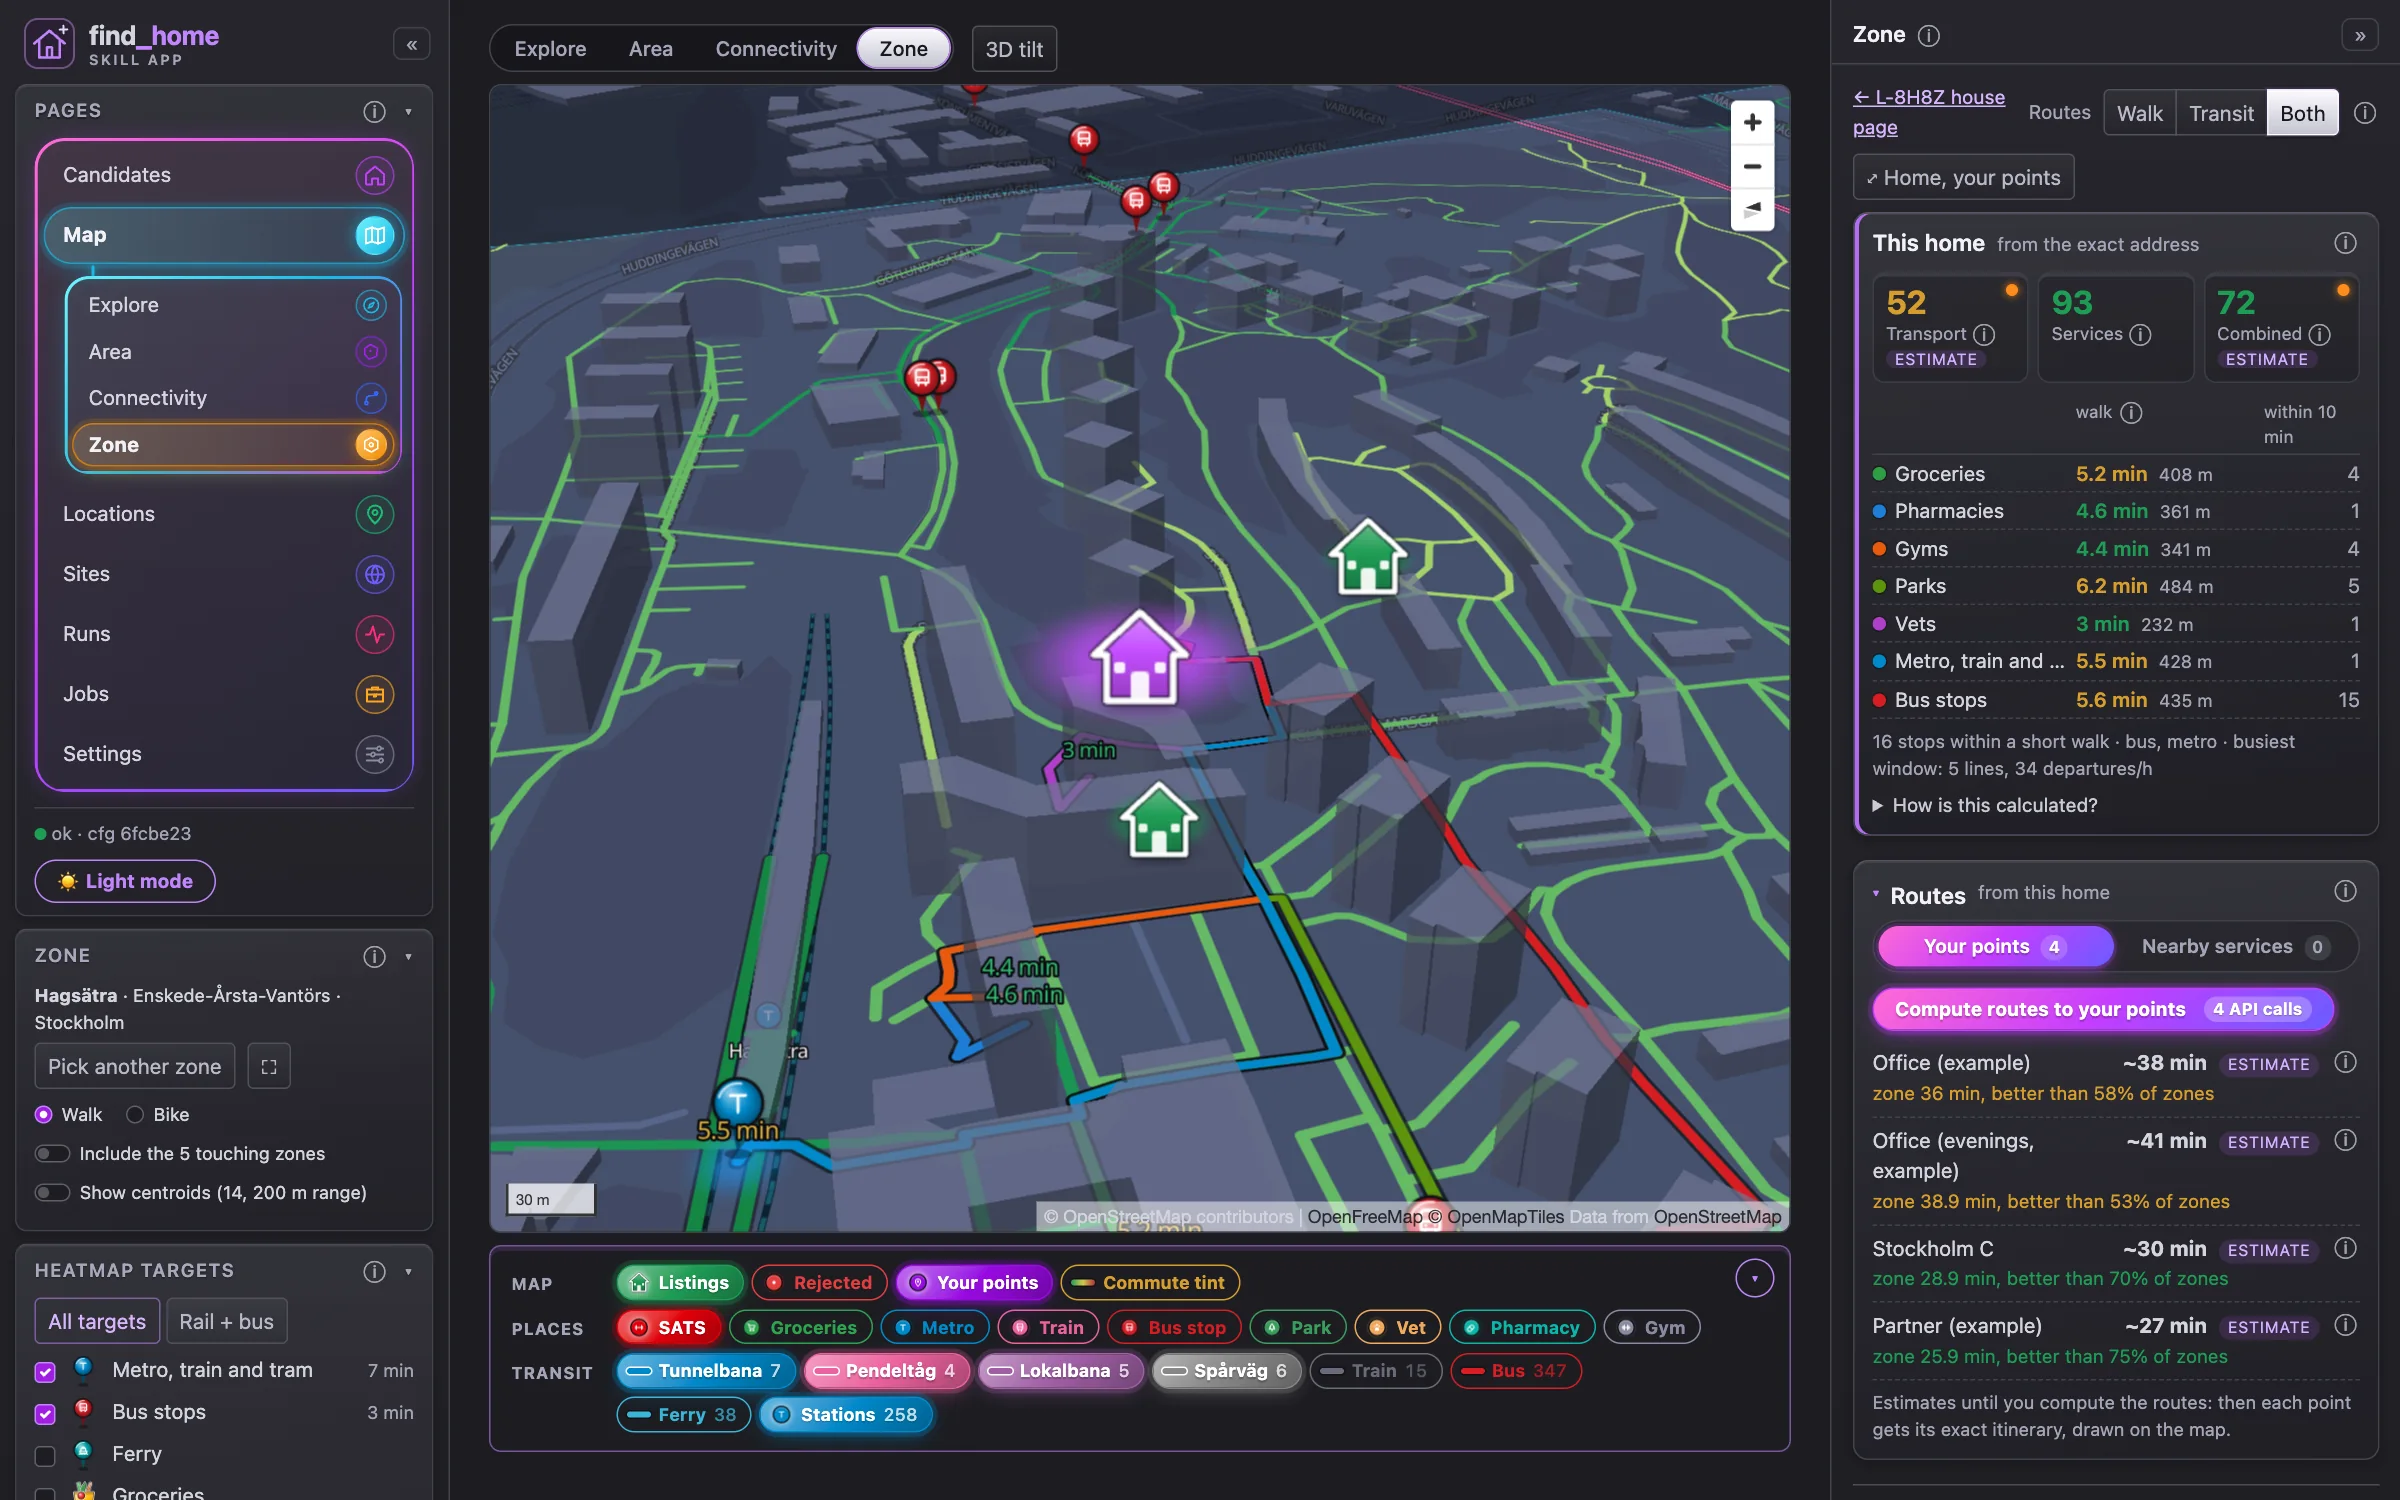 find_home
SKILL APP
«
PAGES
Candidates
Map
Explore
Area
Connectivity
Zone
Locations
Sites
Runs
Jobs
Settings
ok · cfg 6fcbe23
Light mode
ZONE
Hagsätra · Enskede-Årsta-Vantörs ·
Stockholm
Pick another zone
Walk Bike
Include the 5 touching zones
Show centroids (14, 200 m range)
HEATMAP TARGETS
All targets Rail + bus
Metro, train and tram 7 min
Bus stops 3 min
Ferry
Groceries
Explore Area Connectivity Zone 3D tilt
HUDDINGEVÄGEN
HUDDINGEVÄGEN
HUDDINGEVÄGEN
GÖTLUNDAGATAN
3 min
4.4 min
4.6 min
T
T
5.5 min
5.2 min
30 m
© OpenStreetMap contributors | OpenFreeMap © OpenMapTiles Data from OpenStreetMap
MAP Listings Rejected Your points Commute tint
PLACES SATS Groceries Metro Train Bus stop Park Vet Pharmacy Gym
TRANSIT Tunnelbana 7 Pendeltåg 4 Lokalbana 5 Spårväg 6 Train 15 Bus 347
Ferry 38 Stations 258
Zone
»
← L-8H8Z house
page
Routes Walk Transit Both
Home, your points
This home from the exact address
52 93 72
Transport Services Combined
ESTIMATE ESTIMATE
walk within 10
min
Groceries 5.2 min 408 m 4
Pharmacies 4.6 min 361 m 1
Gyms 4.4 min 341 m 4
Parks 6.2 min 484 m 5
Vets 3 min 232 m 1
Metro, train and ... 5.5 min 428 m 1
Bus stops 5.6 min 435 m 15
16 stops within a short walk · bus, metro · busiest
window: 5 lines, 34 departures/h
How is this calculated?
Routes from this home
Your points 4 Nearby services 0
Compute routes to your points 4 API calls
Office (example) ~38 min ESTIMATE
zone 36 min, better than 58% of zones
Office (evenings, ~41 min ESTIMATE
example)
zone 38.9 min, better than 53% of zones
Stockholm C ~30 min ESTIMATE
zone 28.9 min, better than 70% of zones
Partner (example) ~27 min ESTIMATE
zone 25.9 min, better than 75% of zones
Estimates until you compute the routes: then each point
gets its exact itinerary, drawn on the map.